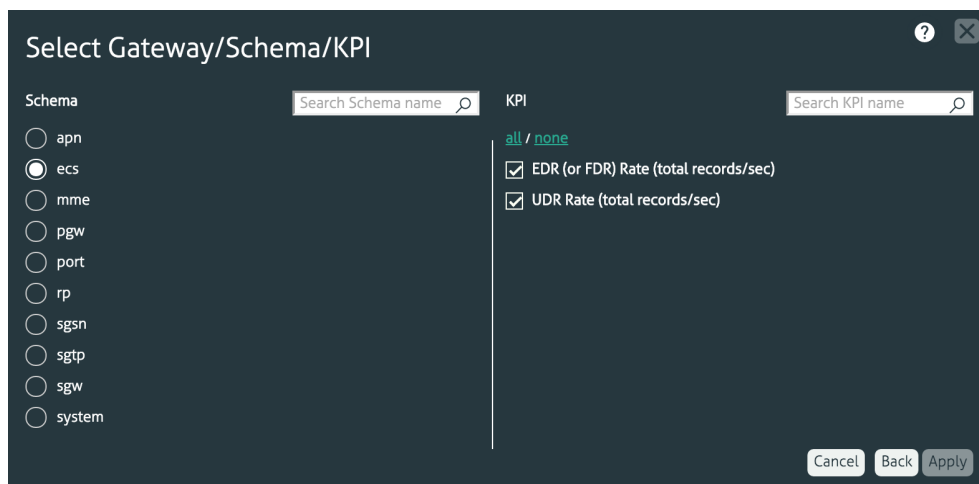 Select Gateway/Schema/KPI
?
Schema
Search Schema name
apn
ecs
mme
pgw
port
rp
sgsn
sgtp
sgw
system
KPI
Search KPI name
all / none
EDR (or FDR) Rate (total records/sec)
UDR Rate (total records/sec)
Cancel
Back
Apply